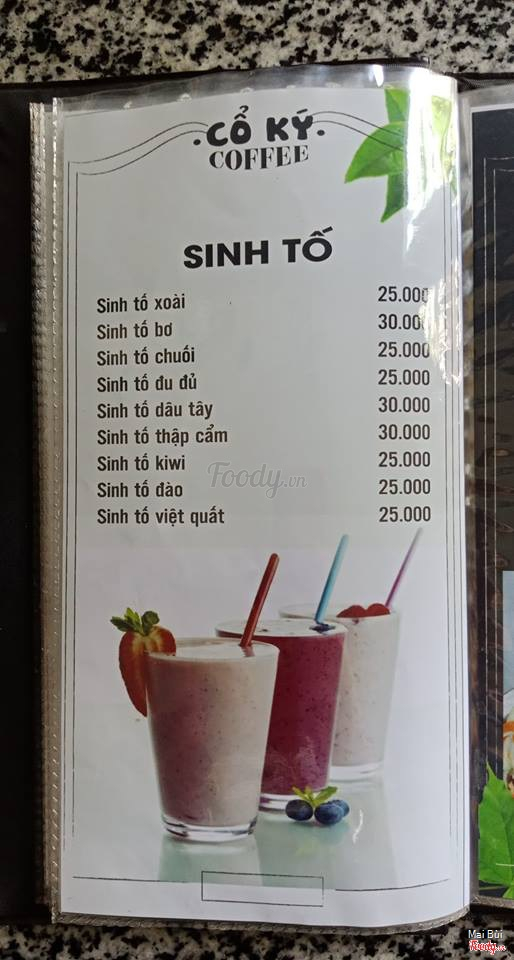 CỔ KÝ
COFFEE
SINH TỐ
Sinh tố xoài 25.000
Sinh tố bơ 30.000
Sinh tố chuối 25.000
Sinh tố đu đủ 25.000
Sinh tố dâu tây 30.000
Sinh tố thập cẩm 30.000
Sinh tố kiwi 25.000
Sinh tố đào 25.000
Sinh tố việt quất 25.000
Foody.vn
Mai Bùi
Foody.vn